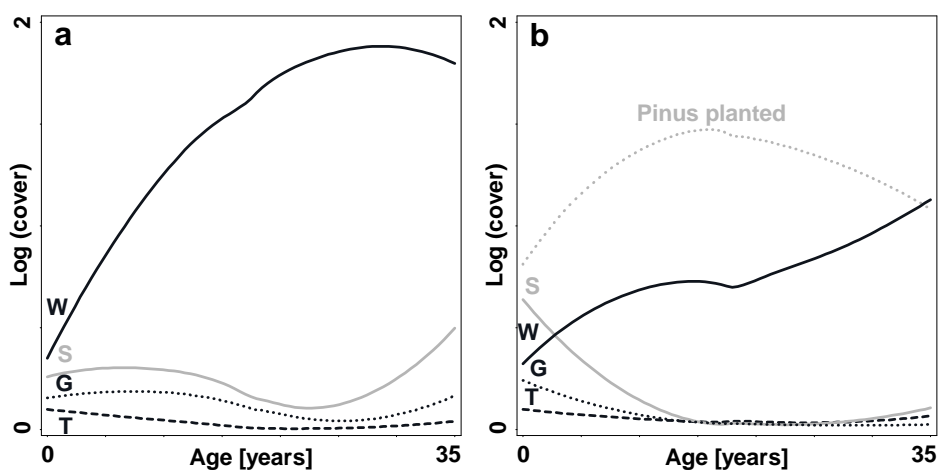 a
2
Log (cover)
W
S
G
T
0
0
Age [years]
35
b
2
Pinus planted
Log (cover)
S
W
G
T
0
0
Age [years]
35